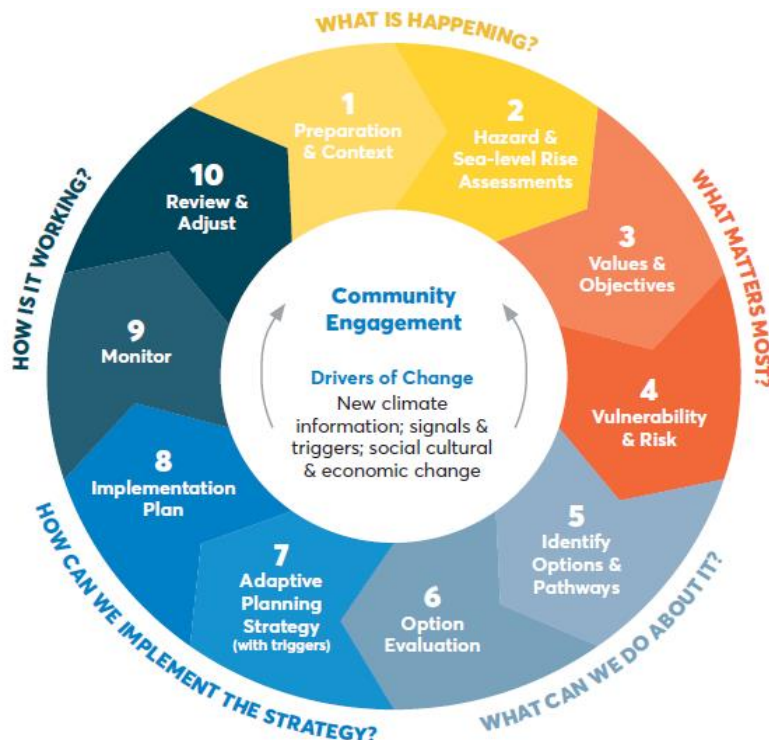 WHAT IS HAPPENING?
1
Preparation
& Context
2
Hazard &
Sea-level Rise
Assessments
WHAT MATTERS MOST?
3
Values &
Objectives
4
Vulnerability
& Risk
WHAT CAN WE DO ABOUT IT?
5
Identify
Options &
Pathways
6
Option
Evaluation
HOW CAN WE IMPLEMENT THE STRATEGY?
7
Adaptive
Planning
Strategy
(with triggers)
8
Implementation
Plan
HOW IS IT WORKING?
9
Monitor
10
Review &
Adjust
Community
Engagement
Drivers of Change
New climate
information; signals &
triggers; social cultural
& economic change